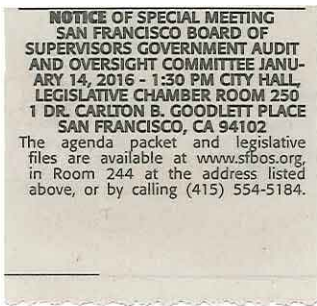 NOTICE OF SPECIAL MEETING
SAN FRANCISCO BOARD OF
SUPERVISORS GOVERNMENT AUDIT
AND OVERSIGHT COMMITTEE JANU-
ARY 14, 2016 - 1:30 PM CITY HALL,
LEGISLATIVE CHAMBER ROOM 250
1 DR. CARLTON B. GOODLETT PLACE
SAN FRANCISCO, CA 94102
The agenda packet and legislative
files are available at www.sfbos.org,
in Room 244 at the address listed
above, or by calling (415) 554-5184.